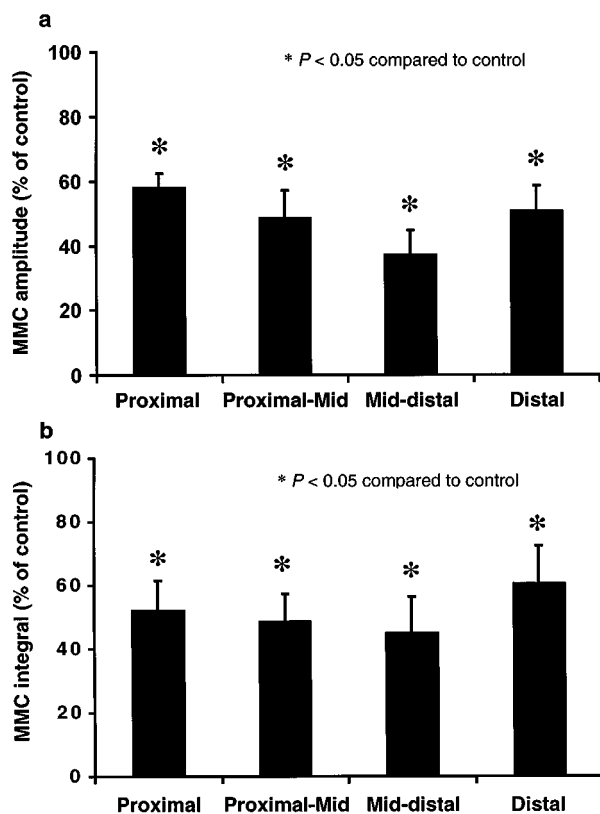 a
* P < 0.05 compared to control
MMC amplitude (% of control)
100
80
60
40
20
0
Proximal Proximal-Mid Mid-distal Distal
b
* P < 0.05 compared to control
MMC integral (% of control)
100
80
60
40
20
0
Proximal Proximal-Mid Mid-distal Distal